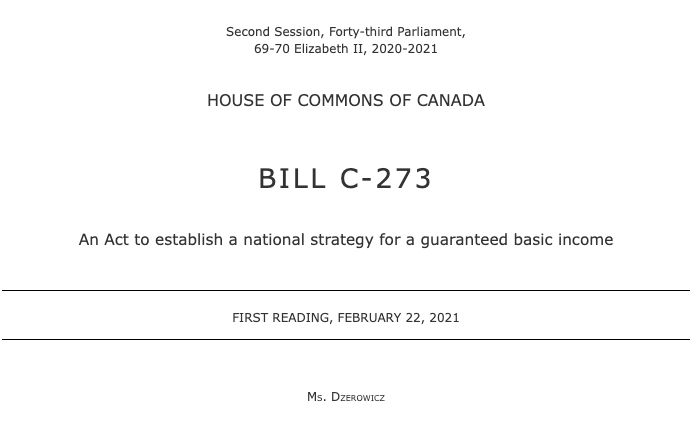 Second Session, Forty-third Parliament,
69-70 Elizabeth II, 2020-2021
HOUSE OF COMMONS OF CANADA
BILL C-273
An Act to establish a national strategy for a guaranteed basic income
FIRST READING, FEBRUARY 22, 2021
Ms. Dzerowicz